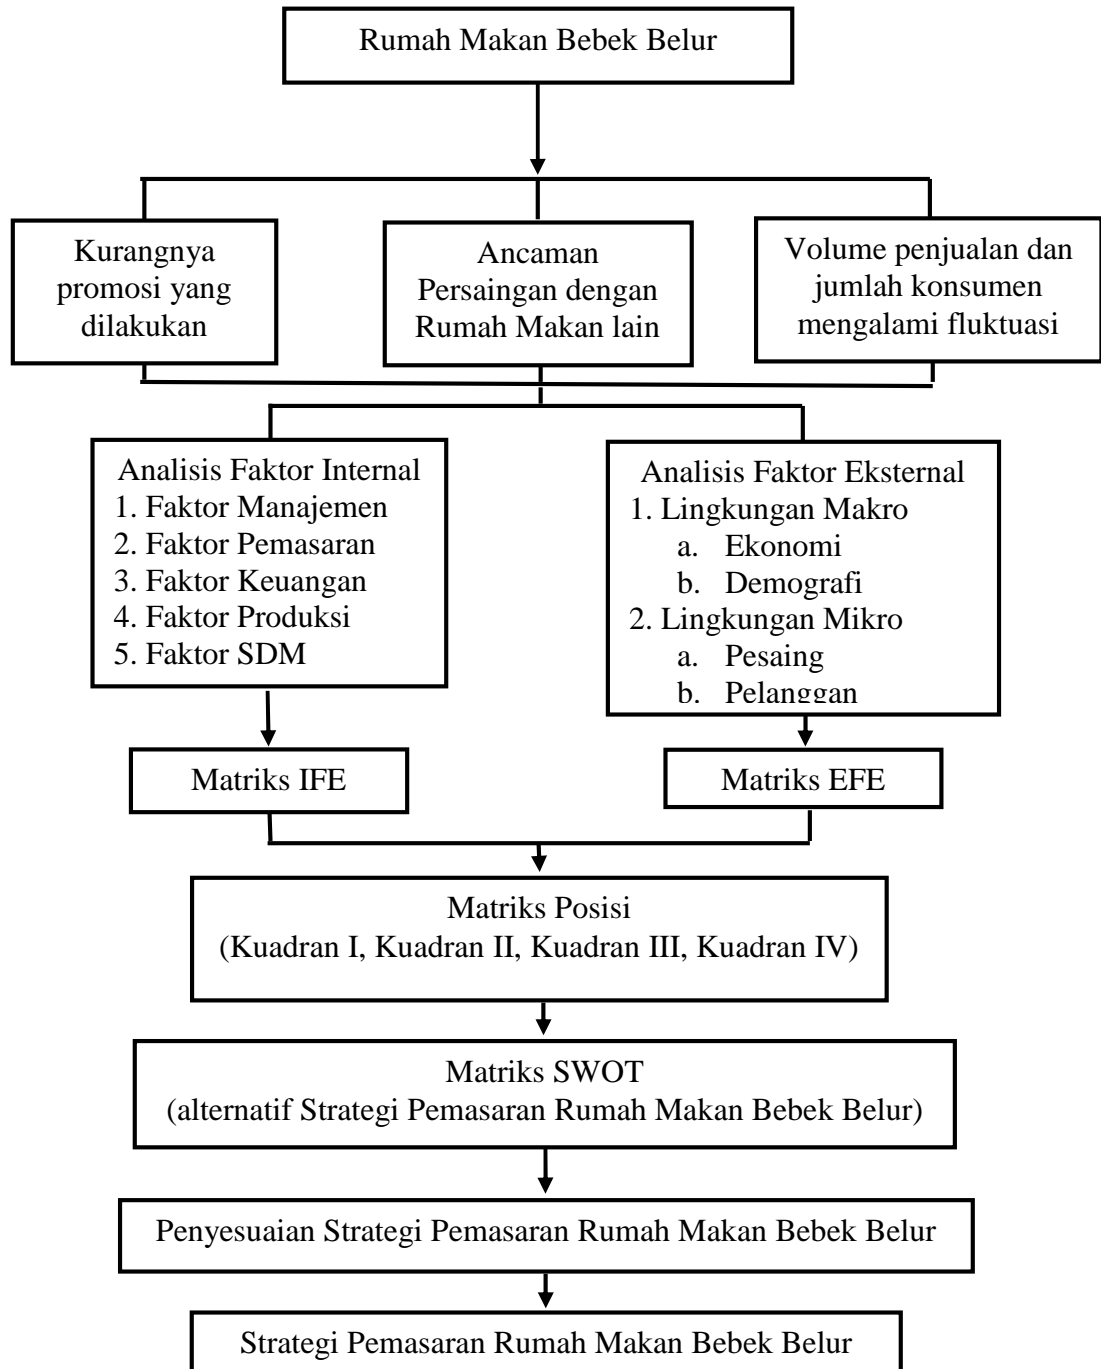 Rumah Makan Bebek Belur
Kurangnya
promosi yang
dilakukan
Ancaman
Persaingan dengan
Rumah Makan lain
Volume penjualan dan
jumlah konsumen
mengalami fluktuasi
Analisis Faktor Internal
1. Faktor Manajemen
2. Faktor Pemasaran
3. Faktor Keuangan
4. Faktor Produksi
5. Faktor SDM
Analisis Faktor Eksternal
1. Lingkungan Makro
a. Ekonomi
b. Demografi
2. Lingkungan Mikro
a. Pesaing
b. Pelanggan
Matriks IFE
Matriks EFE
Matriks Posisi
(Kuadran I, Kuadran II, Kuadran III, Kuadran IV)
Matriks SWOT
(alternatif Strategi Pemasaran Rumah Makan Bebek Belur)
Penyesuaian Strategi Pemasaran Rumah Makan Bebek Belur
Strategi Pemasaran Rumah Makan Bebek Belur